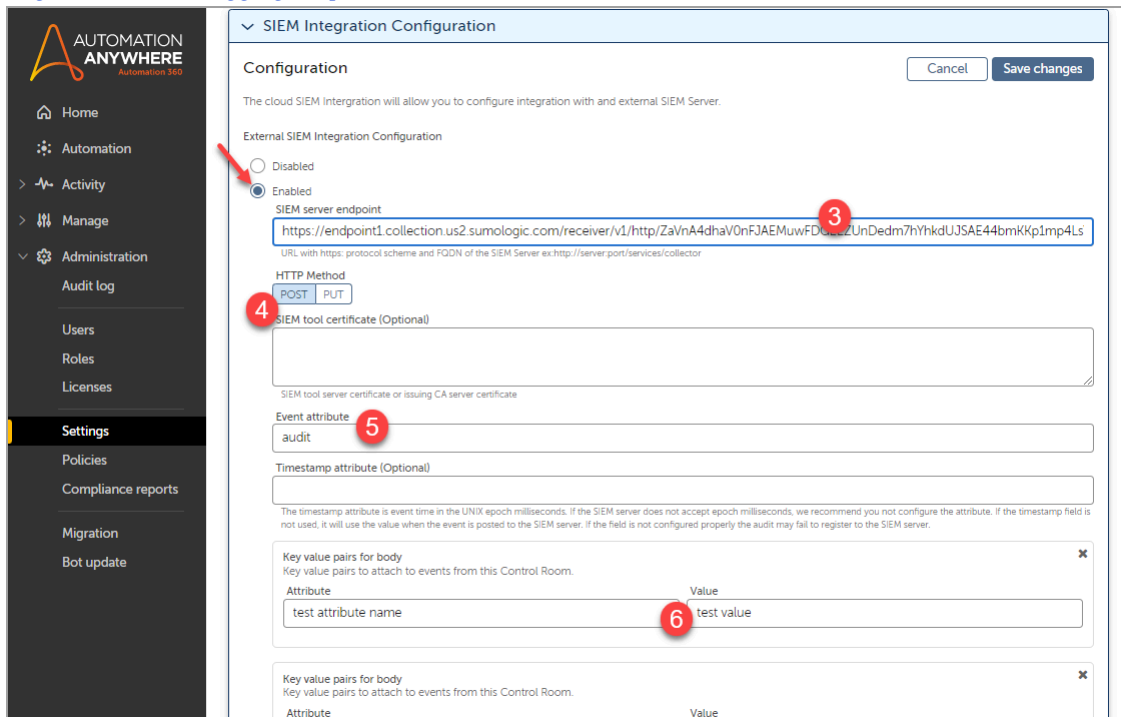 AUTOMATION
ANYWHERE
Automation 360
Home
Automation
Activity
Manage
Administration
Audit log
Users
Roles
Licenses
Settings
Policies
Compliance reports
Migration
Bot update
SIEM Integration Configuration
Configuration
Cancel
Save changes
The cloud SIEM Intergration will allow you to configure integration with and external SIEM Server.
External SIEM Integration Configuration
Disabled
Enabled
SIEM server endpoint
3
URL with https: protocol scheme and FQDN of the SIEM Server ex:http://server:port/services/collector
HTTP Method
POST PUT
4
SIEM tool certificate (Optional)
SIEM tool server certificate or issuing CA server certificate
Event attribute
5
audit
Timestamp attribute (Optional)
The timestamp attribute is event time in the UNIX epoch milliseconds. If the SIEM server does not accept epoch milliseconds, we recommend you not configure the attribute. If the timestamp field is
not used, it will use the value when the event is posted to the SIEM server. If the field is not configured properly the audit may fail to register to the SIEM server.
Key value pairs for body
Key value pairs to attach to events from this Control Room.
Attribute Value
test attribute name 6 test value
Key value pairs for body
Key value pairs to attach to events from this Control Room.
Attribute Value